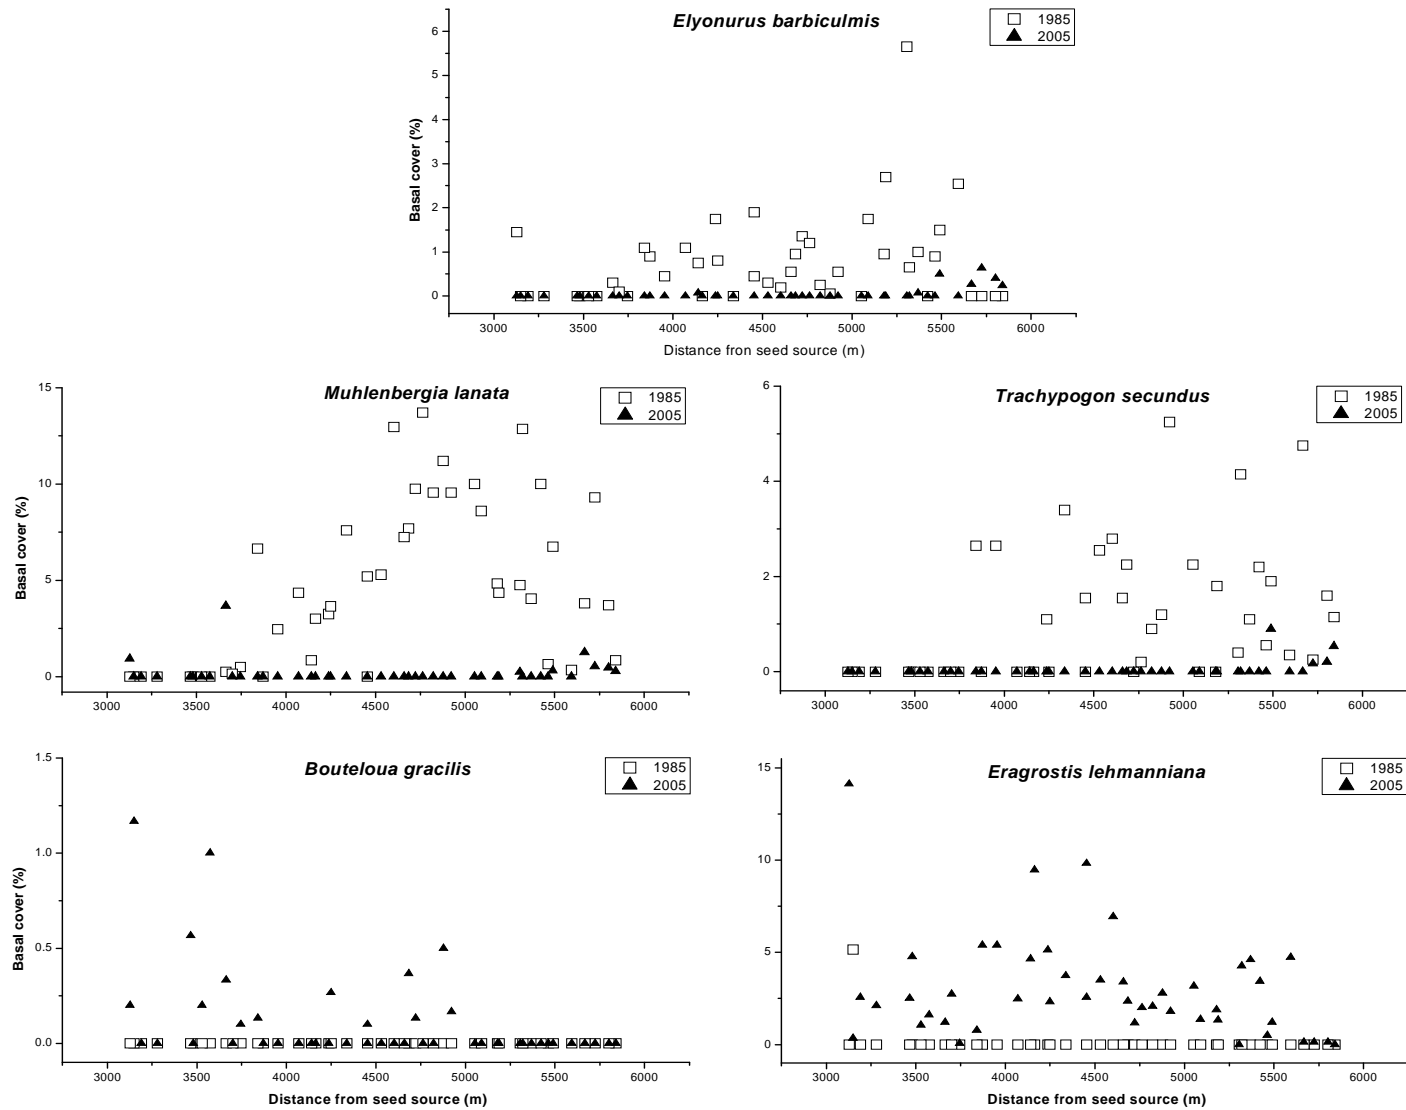 Elyonurus barbiculmis
1985
2005
6
5
4
3
2
1
0
Basal cover (%)
3000 3500 4000 4500 5000 5500 6000
Distance fron seed source (m)
Muhlenbergia lanata
1985
2005
15
10
5
0
Basal cover (%)
3000 3500 4000 4500 5000 5500 6000
Trachypogon secundus
1985
2005
6
4
2
0
3000 3500 4000 4500 5000 5500 6000
Bouteloua gracilis
1985
2005
1.5
1.0
0.5
0.0
Basal cover (%)
3000 3500 4000 4500 5000 5500 6000
Distance from seed source (m)
Eragrostis lehmanniana
1985
2005
15
10
5
0
3000 3500 4000 4500 5000 5500 6000
Distance from seed source (m)